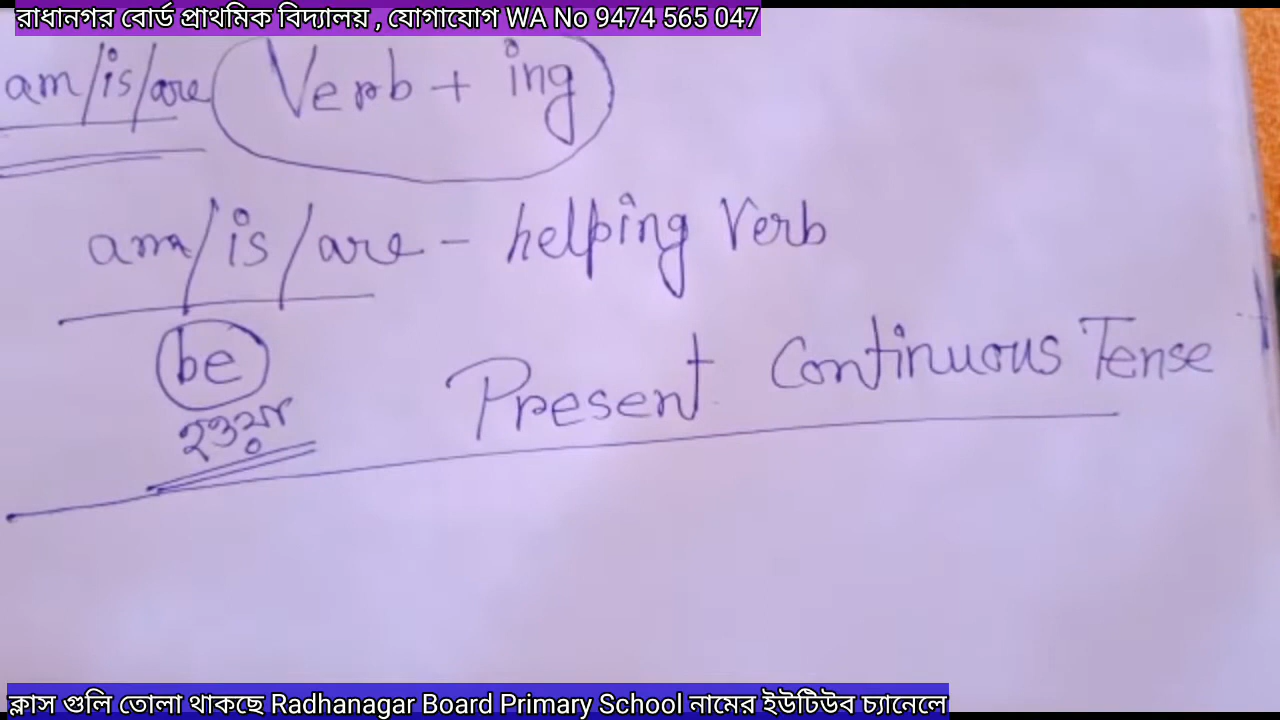 রাধানগর বোর্ড প্রাথমিক বিদ্যালয় , যোগাযোগ WA No 9474 565 047
am/is/are Verb + ing
am/is/are - helping Verb
be
হওয়া
Present Continuous Tense
ক্লাস গুলি তোলা থাকছে Radhanagar Board Primary School নামের ইউটিউব চ্যানেলে